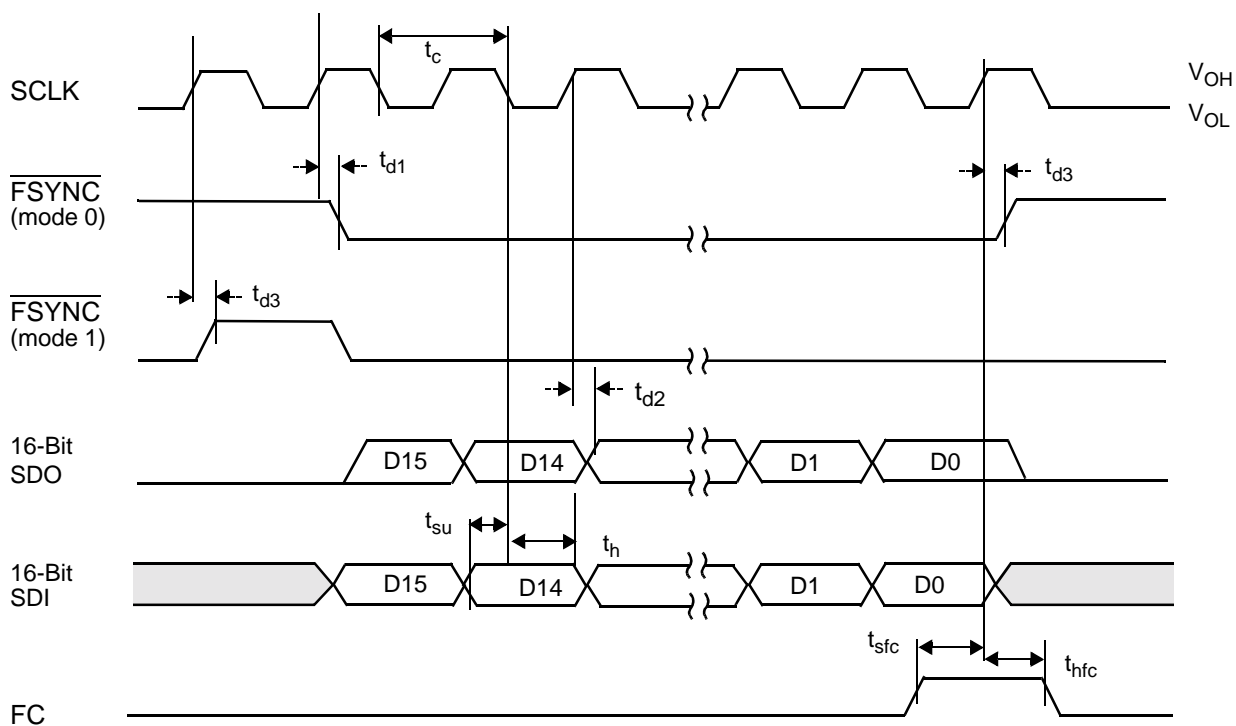 t_c
SCLK
V_OH
V_OL
t_d1
t_d3
FSYNC
(mode 0)
t_d3
FSYNC
(mode 1)
t_d2
16-Bit
SDO
D15
D14
D1
D0
t_su
t_h
16-Bit
SDI
D15
D14
D1
D0
t_sfc
t_hfc
FC